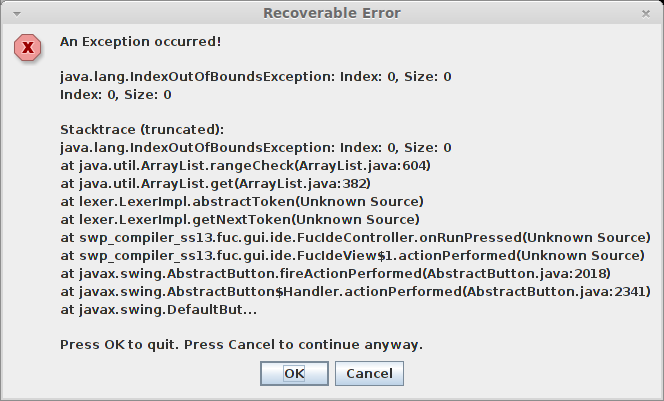 Recoverable Error
An Exception occurred!
java.lang.IndexOutOfBoundsException: Index: 0, Size: 0
Index: 0, Size: 0
Stacktrace (truncated):
java.lang.IndexOutOfBoundsException: Index: 0, Size: 0
at java.util.ArrayList.rangeCheck(ArrayList.java:604)
at java.util.ArrayList.get(ArrayList.java:382)
at lexer.LexerImpl.abstractToken(Unknown Source)
at lexer.LexerImpl.getNextToken(Unknown Source)
at swp_compiler_ss13.fuc.gui.ide.FucIdeController.onRunPressed(Unknown Source)
at swp_compiler_ss13.fuc.gui.ide.FucIdeView$1.actionPerformed(Unknown Source)
at javax.swing.AbstractButton.fireActionPerformed(AbstractButton.java:2018)
at javax.swing.AbstractButton$Handler.actionPerformed(AbstractButton.java:2341)
at javax.swing.DefaultBut...
Press OK to quit. Press Cancel to continue anyway.
OK Cancel